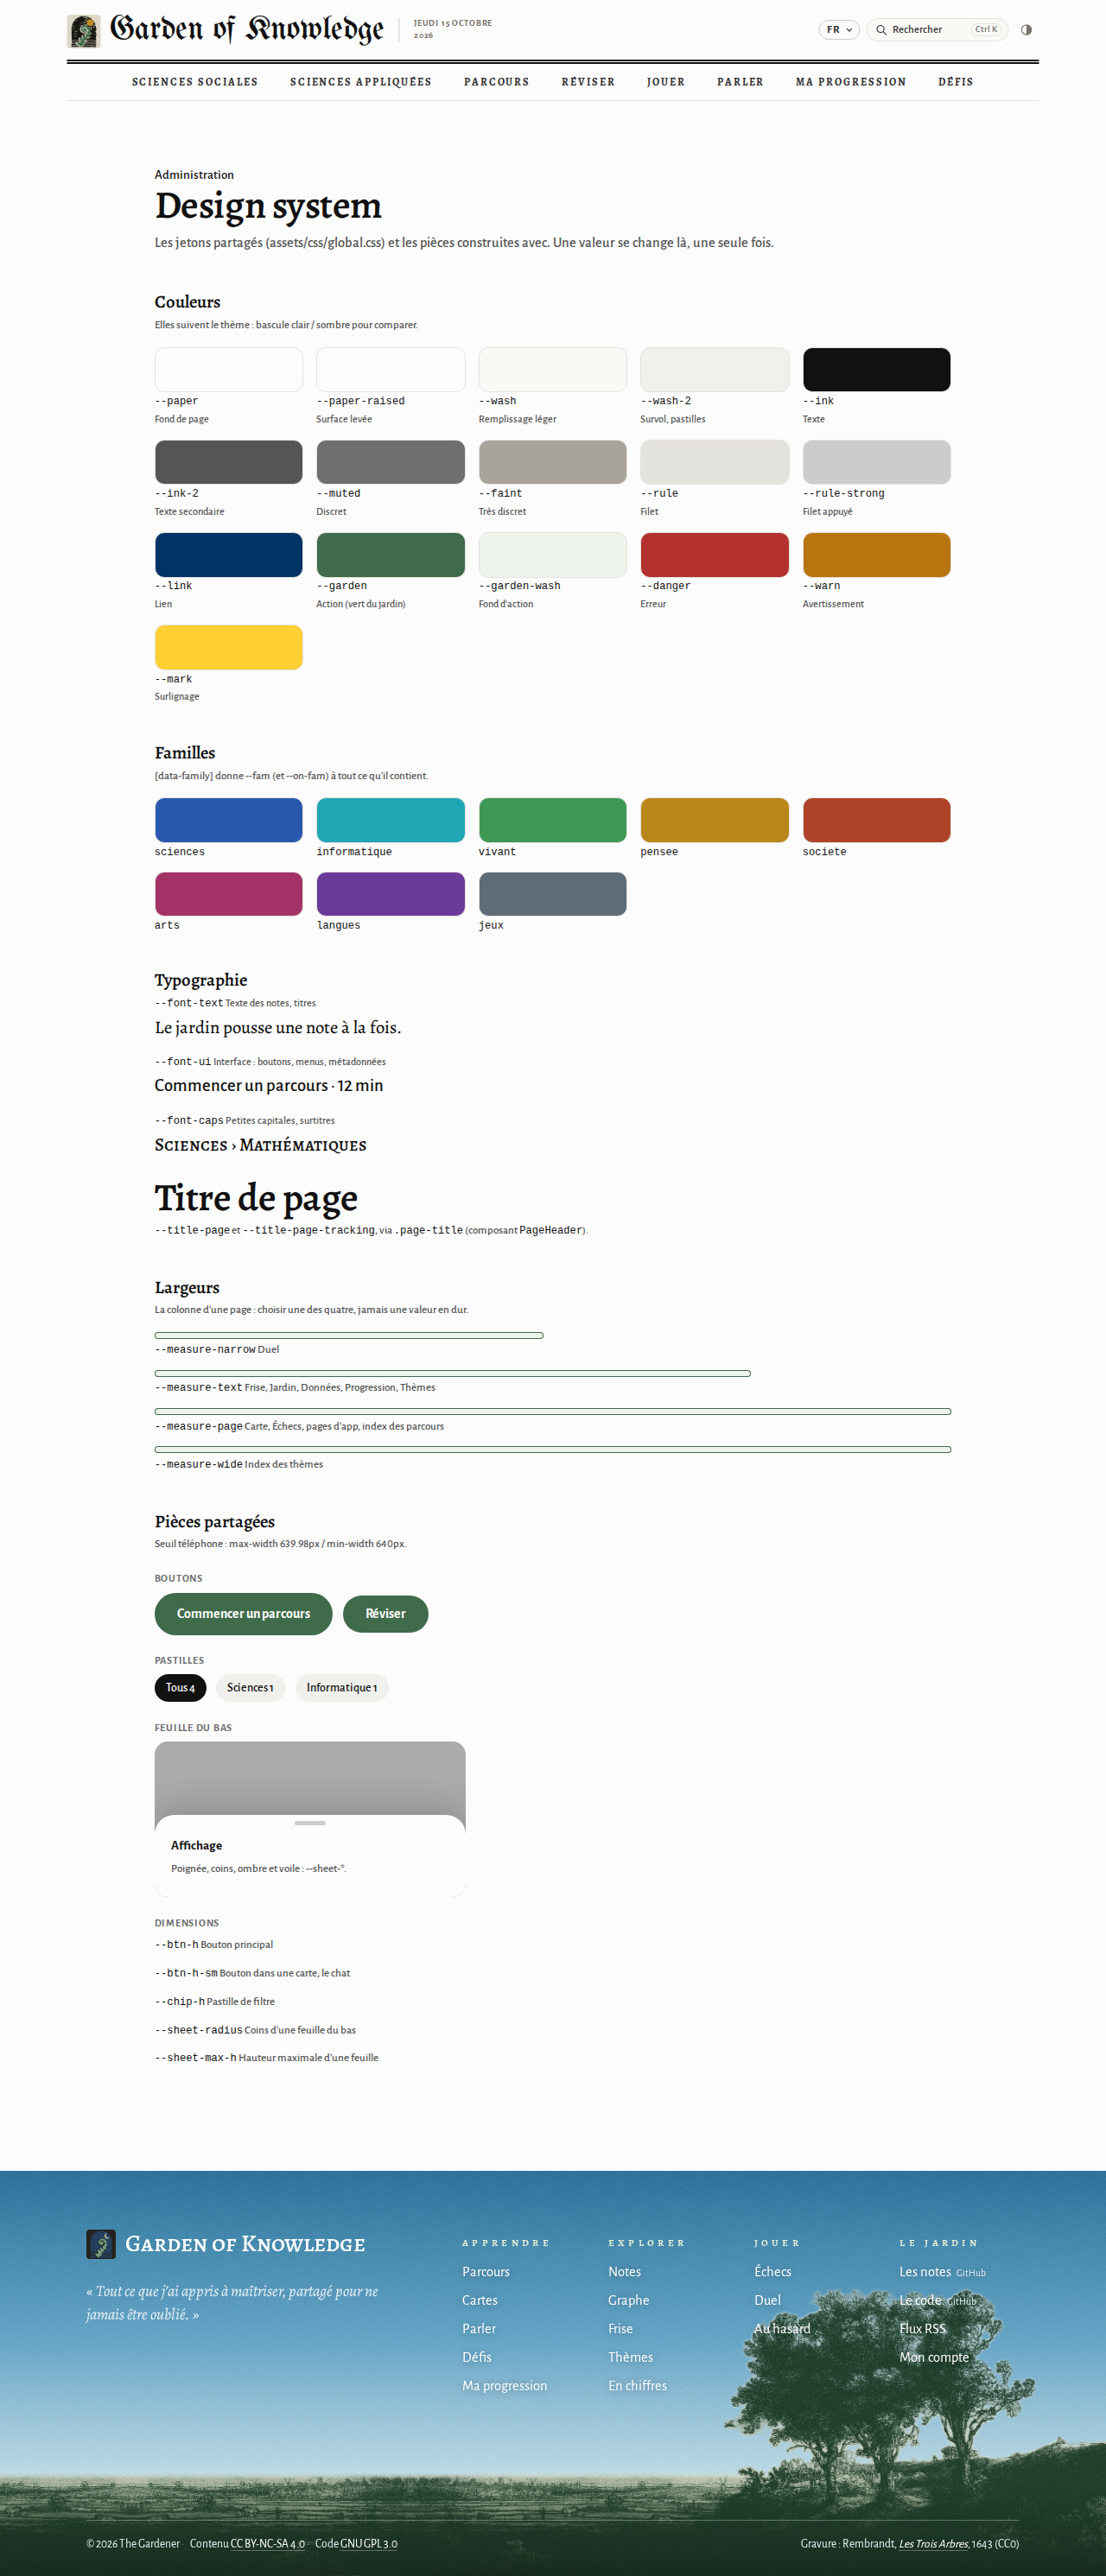 Garden of Knowledge
JEUDI 15 OCTOBRE
2026
FR
Rechercher
Ctrl K
SCIENCES SOCIALES
SCIENCES APPLIQUÉES
PARCOURS
RÉVISER
JOUER
PARLER
MA PROGRESSION
DÉFIS
Administration
Design system
Les jetons partagés (assets/css/global.css) et les pièces construites avec. Une valeur se change là, une seule fois.
Couleurs
Elles suivent le thème : bascule clair / sombre pour comparer.
--paper
Fond de page
--paper-raised
Surface levée
--wash
Remplissage léger
--wash-2
Survol, pastilles
--ink
Texte
--ink-2
Texte secondaire
--muted
Discret
--faint
Très discret
--rule
Filet
--rule-strong
Filet appuyé
--link
Lien
--garden
Action (vert du jardin)
--garden-wash
Fond d'action
--danger
Erreur
--warn
Avertissement
--mark
Surlignage
Familles
[data-family] donne --fam (et --on-fam) à tout ce qu'il contient.
sciences
informatique
vivant
pensee
societe
arts
langues
jeux
Typographie
--font-text Texte des notes, titres
Le jardin pousse une note à la fois.
--font-ui Interface : boutons, menus, métadonnées
Commencer un parcours · 12 min
--font-caps Petites capitales, surtitres
Sciences › Mathématiques
Titre de page
--title-page et --title-page-tracking, via .page-title (composant PageHeader).
Largeurs
La colonne d'une page : choisir une des quatre, jamais une valeur en dur.
--measure-narrow Duel
--measure-text Frise, Jardin, Données, Progression, Thèmes
--measure-page Carte, Échecs, pages d'app, index des parcours
--measure-wide Index des thèmes
Pièces partagées
Seuil téléphone : max-width 639.98px / min-width 640px.
BOUTONS
Commencer un parcours
Réviser
PASTILLES
Tous 4
Sciences 1
Informatique 1
FEUILLE DU BAS
Affichage
Poignée, coins, ombre et voile : --sheet-*.
DIMENSIONS
--btn-h Bouton principal
--btn-h-sm Bouton dans une carte, le chat
--chip-h Pastille de filtre
--sheet-radius Coins d'une feuille du bas
--sheet-max-h Hauteur maximale d'une feuille
Garden of Knowledge
« Tout ce que j'ai appris à maîtriser, partagé pour ne
jamais être oublié. »
APPRENDRE
Parcours
Cartes
Parler
Défis
Ma progression
EXPLORER
Notes
Graphe
Frise
Thèmes
En chiffres
JOUER
Échecs
Duel
Au hasard
LE JARDIN
Les notes GitHub
Le code GitHub
Flux RSS
Mon compte
© 2026 The Gardener Contenu CC BY-NC-SA 4.0 Code GNU GPL 3.0
Gravure : Rembrandt, Les Trois Arbres, 1643 (CC0)